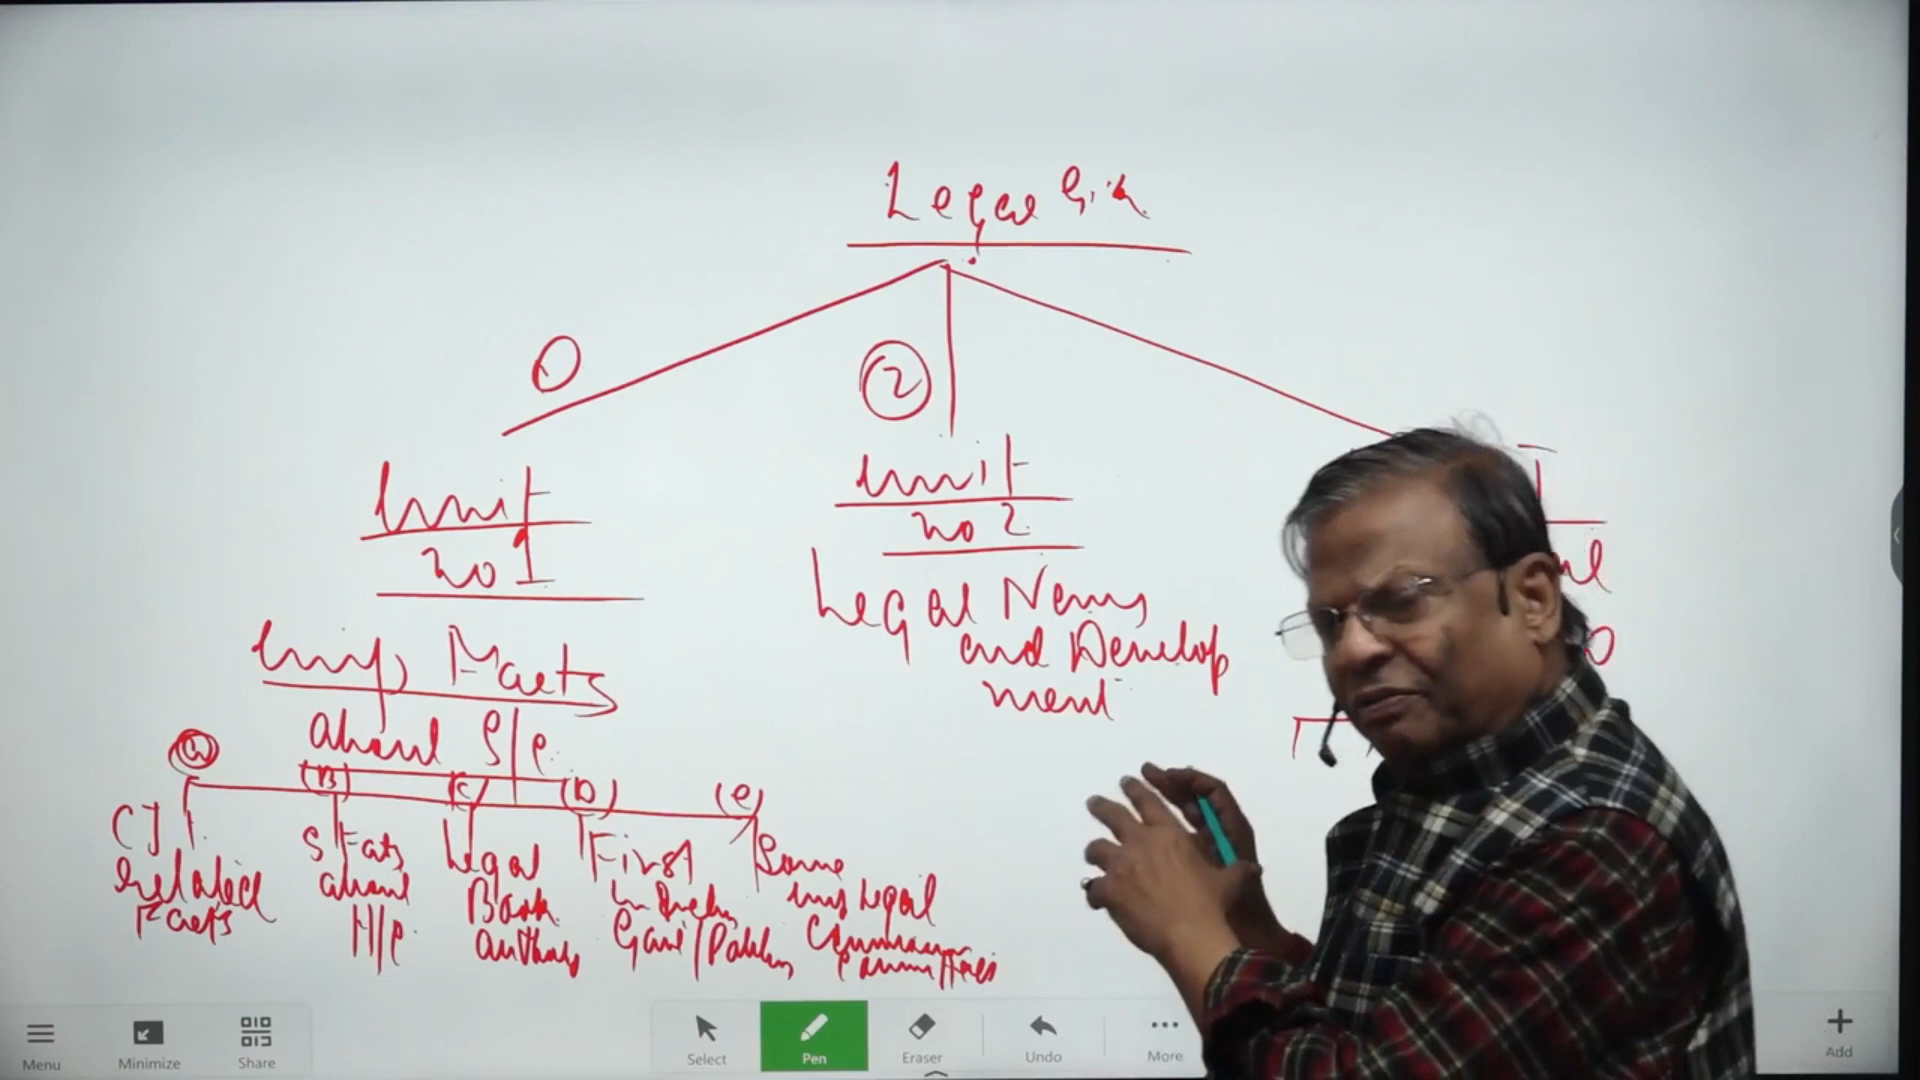 Legal G.K
1
2
Unit
No 1
Unit
No 2
Legal News
and Develop
ment
Imp Facts
about S/C
(a)
(B)
(C)
(D)
(e)
CJ
related
Facts
Facts
about
H/C
Legal
Book
authors
First
in
Game/
Some
imp Legal
Committees
Menu
Minimize
Share
Select
Pen
Eraser
Undo
More
Add